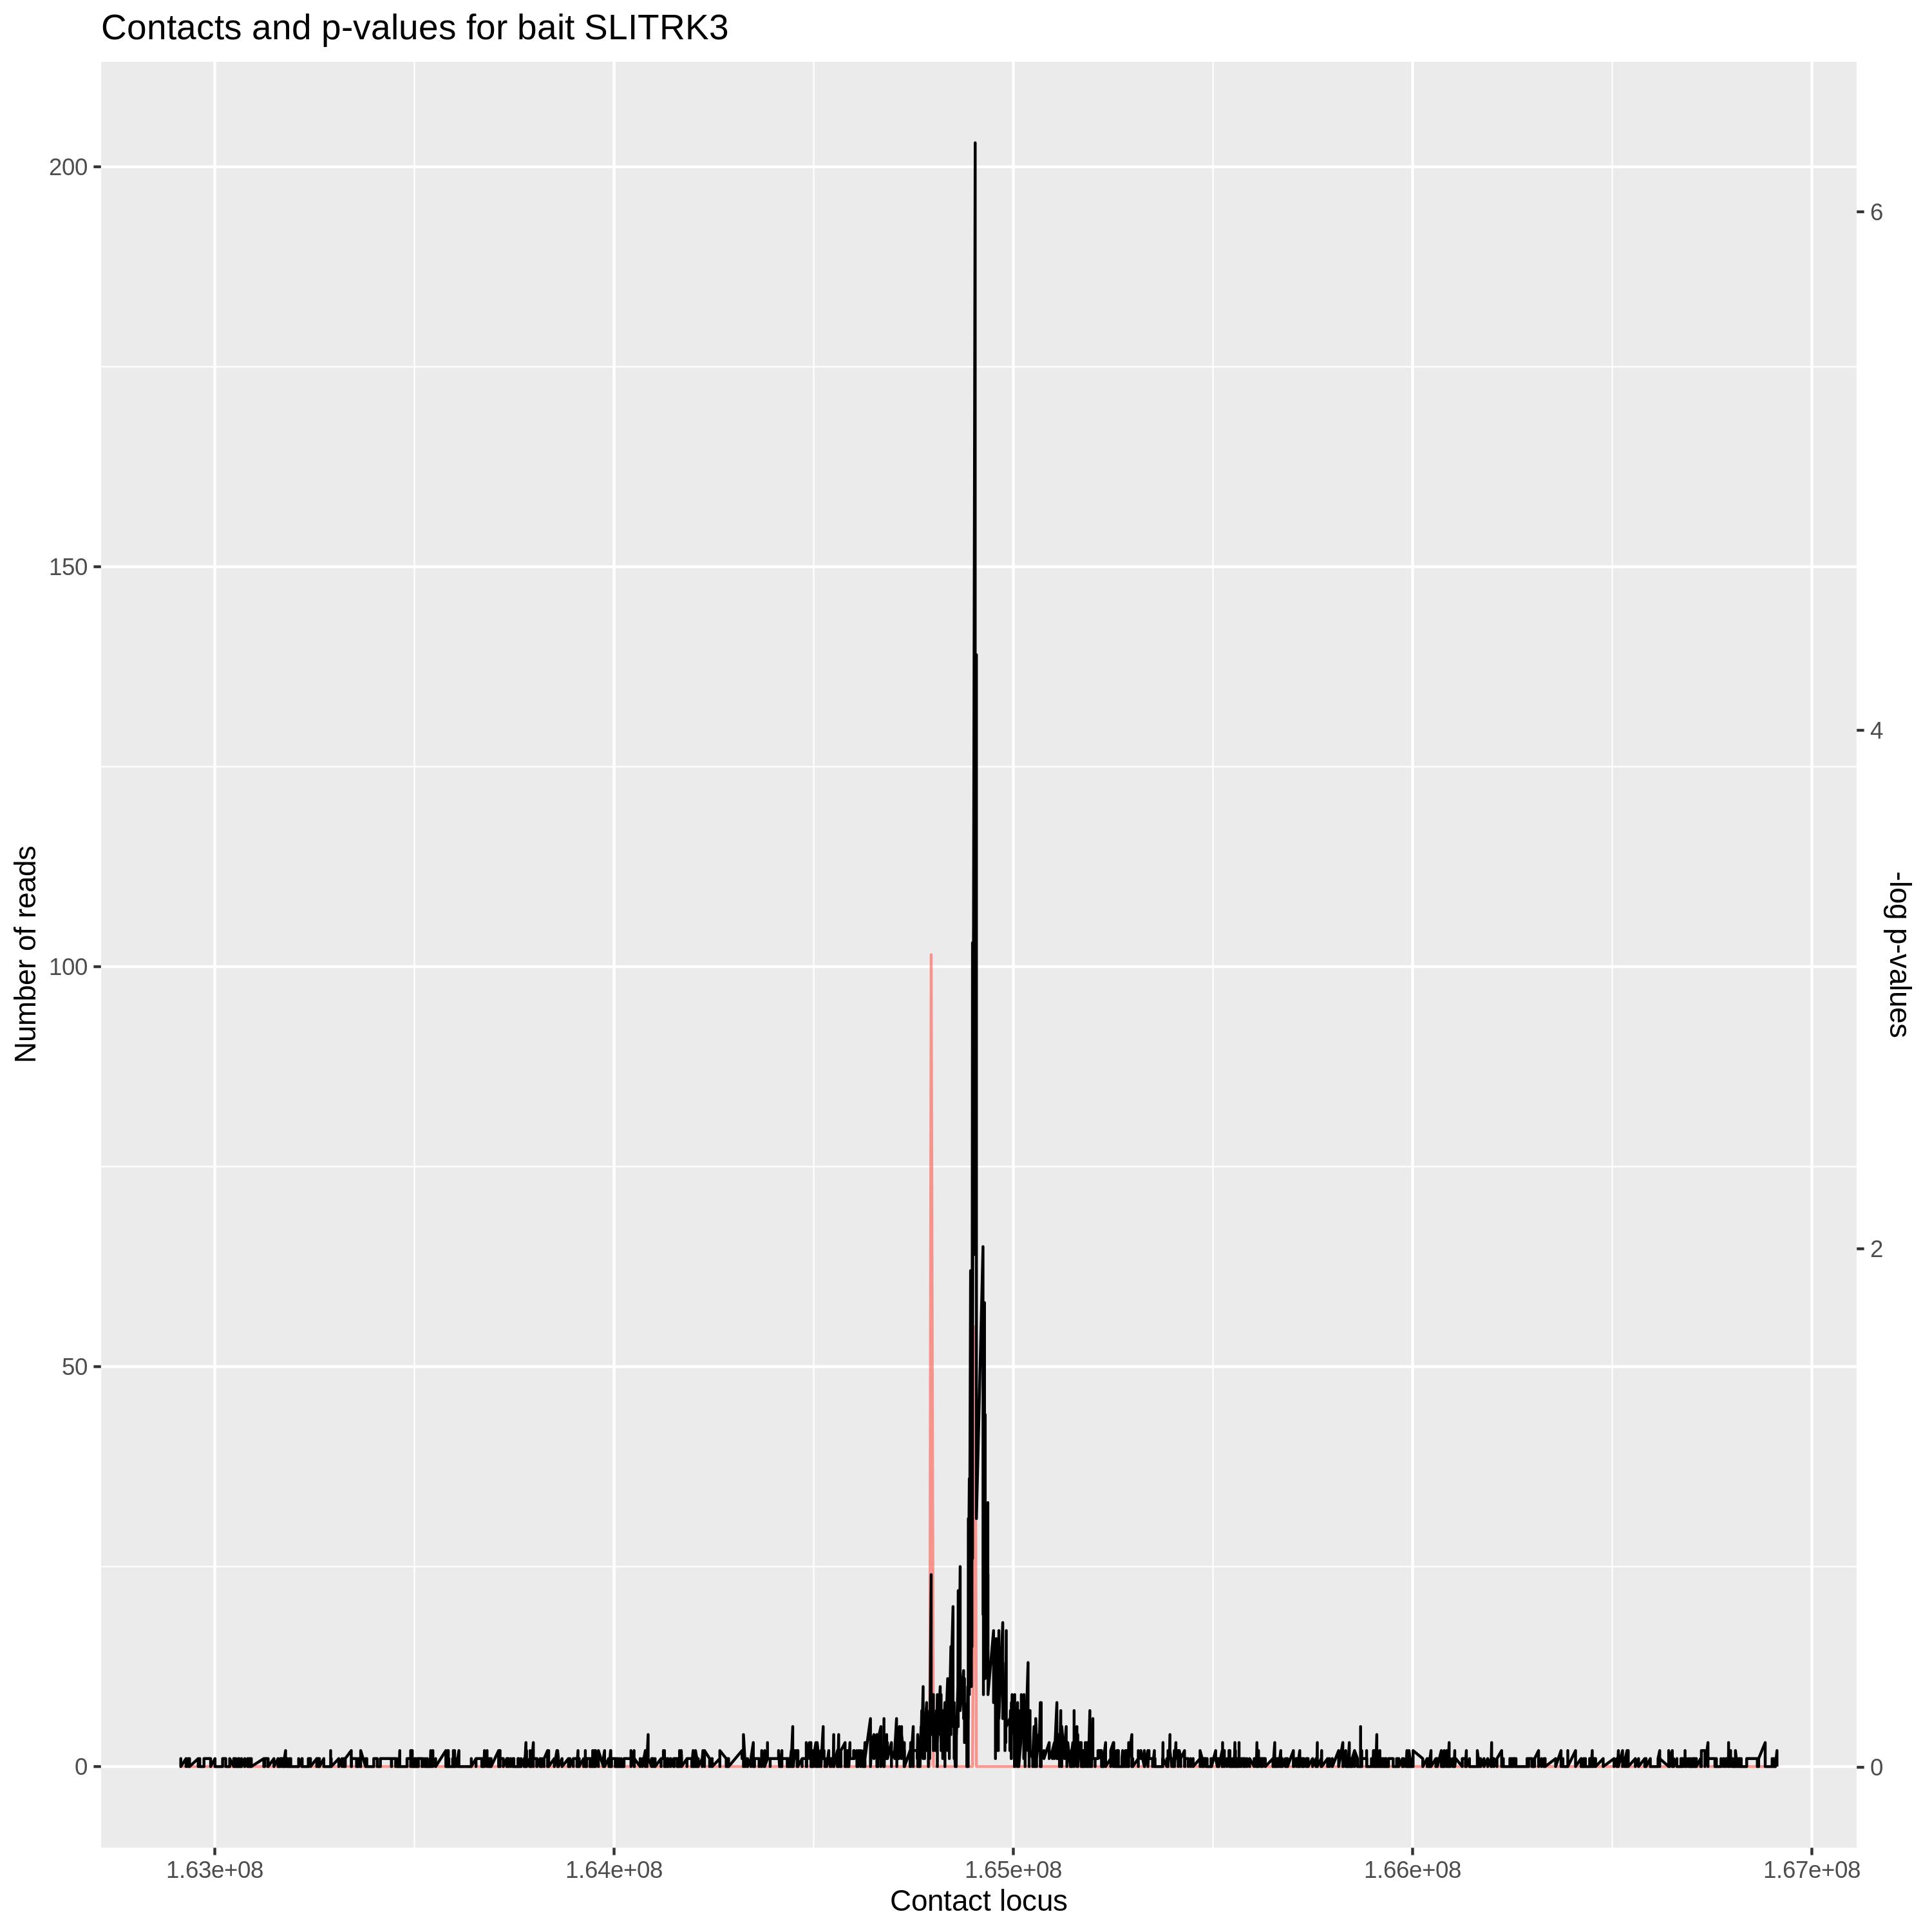 Contacts and p-values for bait SLITRK3
200
150
100
50
0
Number of reads
6
4
2
0
-log p-values
1.63e+08
1.64e+08
1.65e+08
1.66e+08
1.67e+08
Contact locus